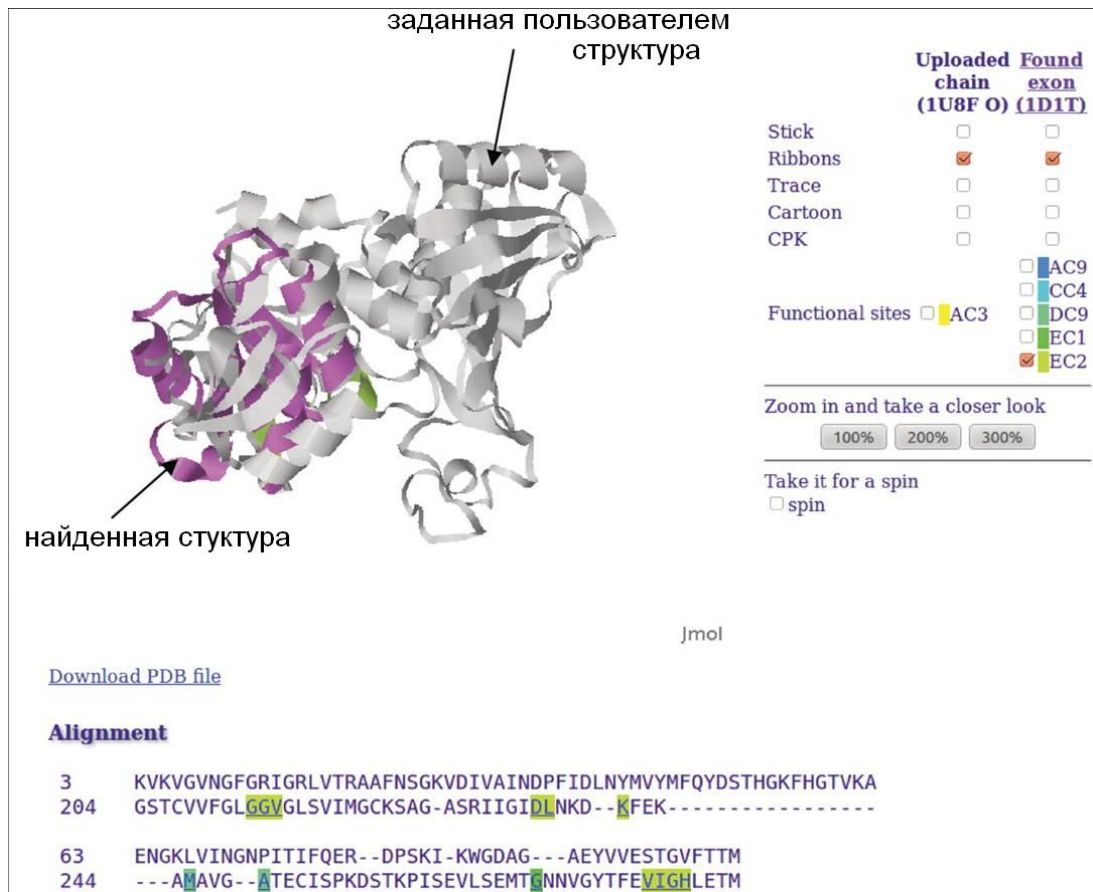 заданная пользователем
структура
Uploaded Found
chain exon
(1U8F O) (1D1T)
Stick
Ribbons
Trace
Cartoon
CPK
AC9
CC4
Functional sites AC3 DC9
EC1
EC2
Zoom in and take a closer look
100% 200% 300%
Take it for a spin
spin
найденная стуктура
Jmol
Download PDB file
Alignment
3 KVKVGVNGFGRIGRLVTRAAFNSGKVDIVAINDPFIDLNYMVYMFQYDSTHGKFHGTVKA
204 GSTCVVFGLGGVGLSVIMGCKSAG-ASRIIGIDLNKD--KFEK-----------------
63 ENGKLVINGNPITIFQER--DPSKI-KWGDAG---AEYVVESTGVFTTM
244 ---AMAVG--ATECISPKDSTKPISEVLSEMTGNNVGYTFEVIGHLETM